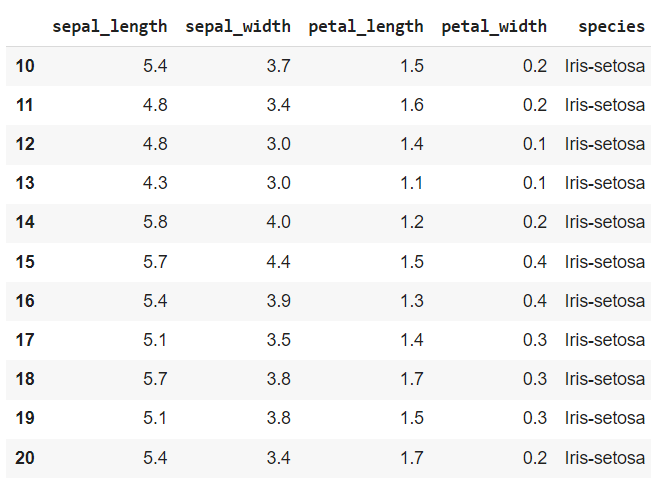 sepal_length sepal_width petal_length petal_width species
10 5.4 3.7 1.5 0.2 Iris-setosa
11 4.8 3.4 1.6 0.2 Iris-setosa
12 4.8 3.0 1.4 0.1 Iris-setosa
13 4.3 3.0 1.1 0.1 Iris-setosa
14 5.8 4.0 1.2 0.2 Iris-setosa
15 5.7 4.4 1.5 0.4 Iris-setosa
16 5.4 3.9 1.3 0.4 Iris-setosa
17 5.1 3.5 1.4 0.3 Iris-setosa
18 5.7 3.8 1.7 0.3 Iris-setosa
19 5.1 3.8 1.5 0.3 Iris-setosa
20 5.4 3.4 1.7 0.2 Iris-setosa